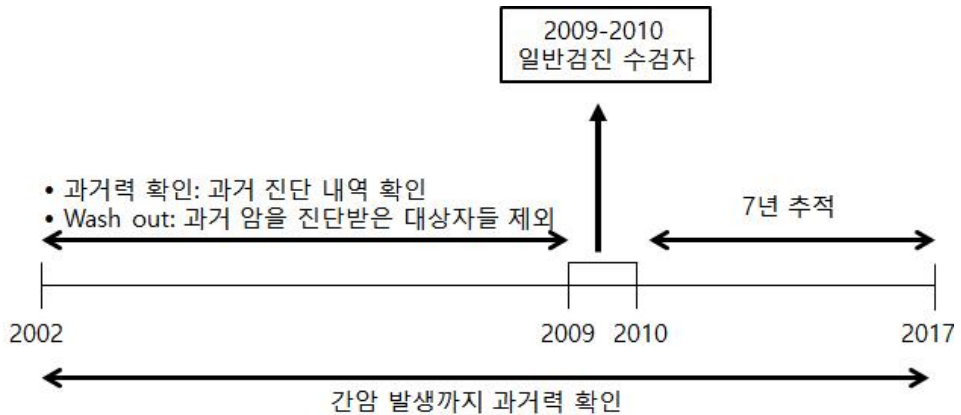 2009-2010
일반검진 수검자
• 과거력 확인: 과거 진단 내역 확인
• Wash out: 과거 암을 진단받은 대상자들 제외
7년 추적
2002
2009
2010
2017
간암 발생까지 과거력 확인